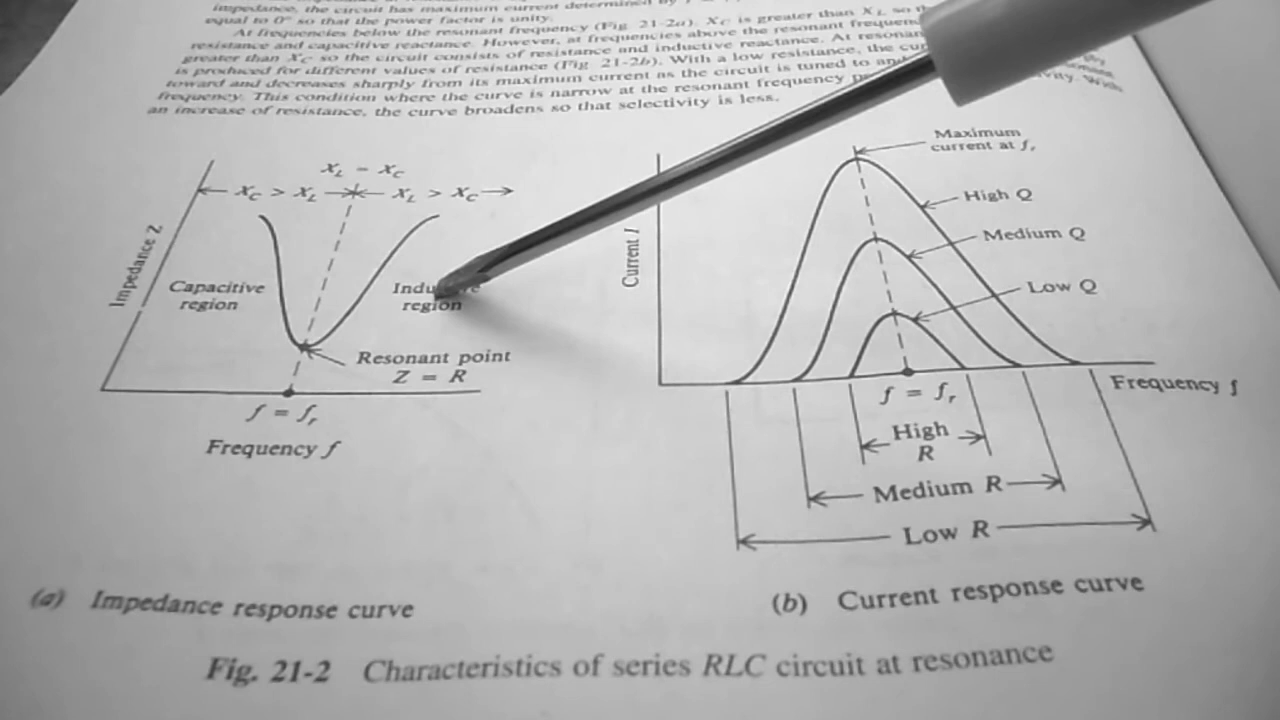 impedance, the circuit has maximum current determined by I =
equal to 0° so that the power factor is unity.
At frequencies below the resonant frequency (Fig. 21-2a), X_C is greater than X_L so
resistance and capacitive reactance. However, at frequencies above the resonant
greater than X_C so the circuit consists of resistance and inductive reactance. At
is produced for different values of resistance (Fig. 21-2b). With a low resistance, the
toward and decreases sharply from its maximum current as the circuit is tuned to
frequency. This condition where the curve is narrow at the resonant frequency
vity. With
an increase of resistance, the curve broadens so that selectivity is less.
X_L = X_C
X_C > X_L
X_L > X_C
Impedance Z
Capacitive
region
region
Resonant point
Z = R
f = f_r
Frequency f
(a) Impedance response curve
Maximum
current at f_r
High Q
Medium Q
Low Q
Current I
f = f_r
Frequency f
High
R
Medium R
Low R
(b) Current response curve
Fig. 21-2 Characteristics of series RLC circuit at resonance